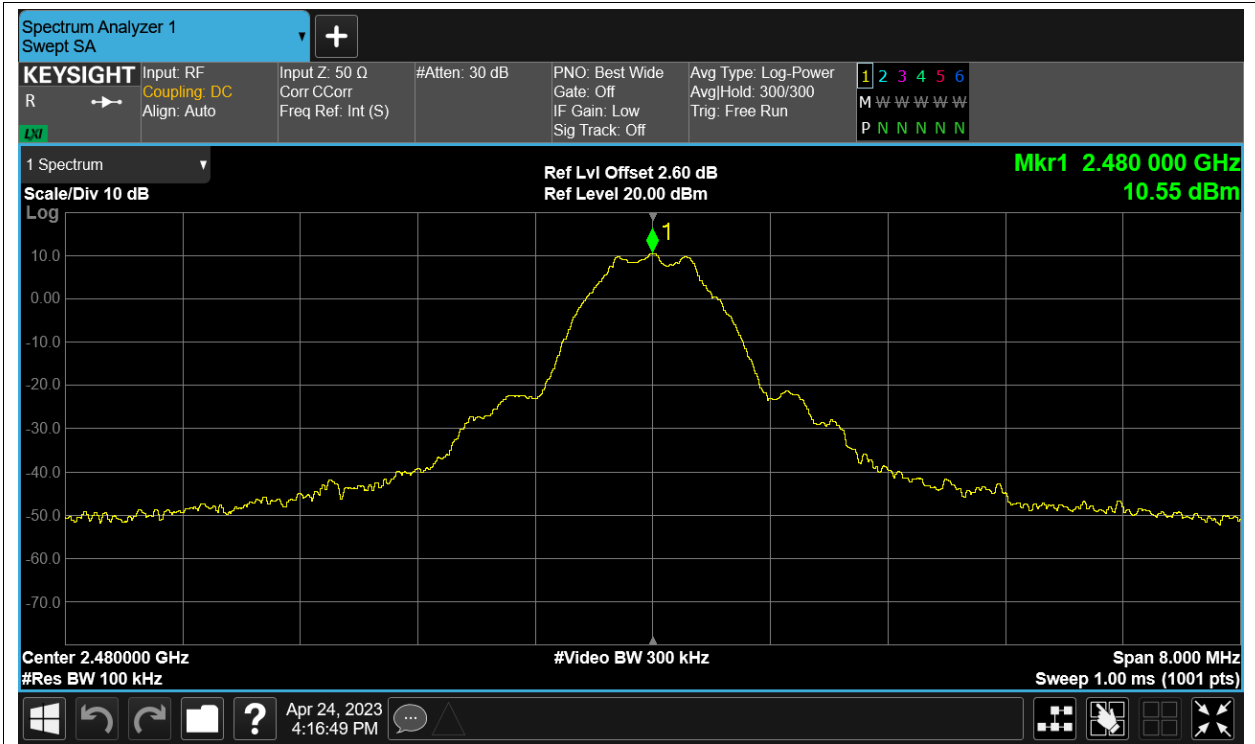 Spectrum Analyzer 1
Swept SA
+
KEYSIGHT
R
LXI
Input: RF
Coupling: DC
Align: Auto
Input Z: 50 Ω
Corr CCorr
Freq Ref: Int (S)
#Atten: 30 dB
PNO: Best Wide
Gate: Off
IF Gain: Low
Sig Track: Off
Avg Type: Log-Power
Avg|Hold: 300/300
Trig: Free Run
1 2 3 4 5 6
M W W W W W
P N N N N N
1 Spectrum
Scale/Div 10 dB
Log
Ref Lvl Offset 2.60 dB
Ref Level 20.00 dBm
Mkr1 2.480 000 GHz
10.55 dBm
1
10.0
0.00
-10.0
-20.0
-30.0
-40.0
-50.0
-60.0
-70.0
Center 2.480000 GHz
#Res BW 100 kHz
#Video BW 300 kHz
Span 8.000 MHz
Sweep 1.00 ms (1001 pts)
?
Apr 24, 2023
4:16:49 PM